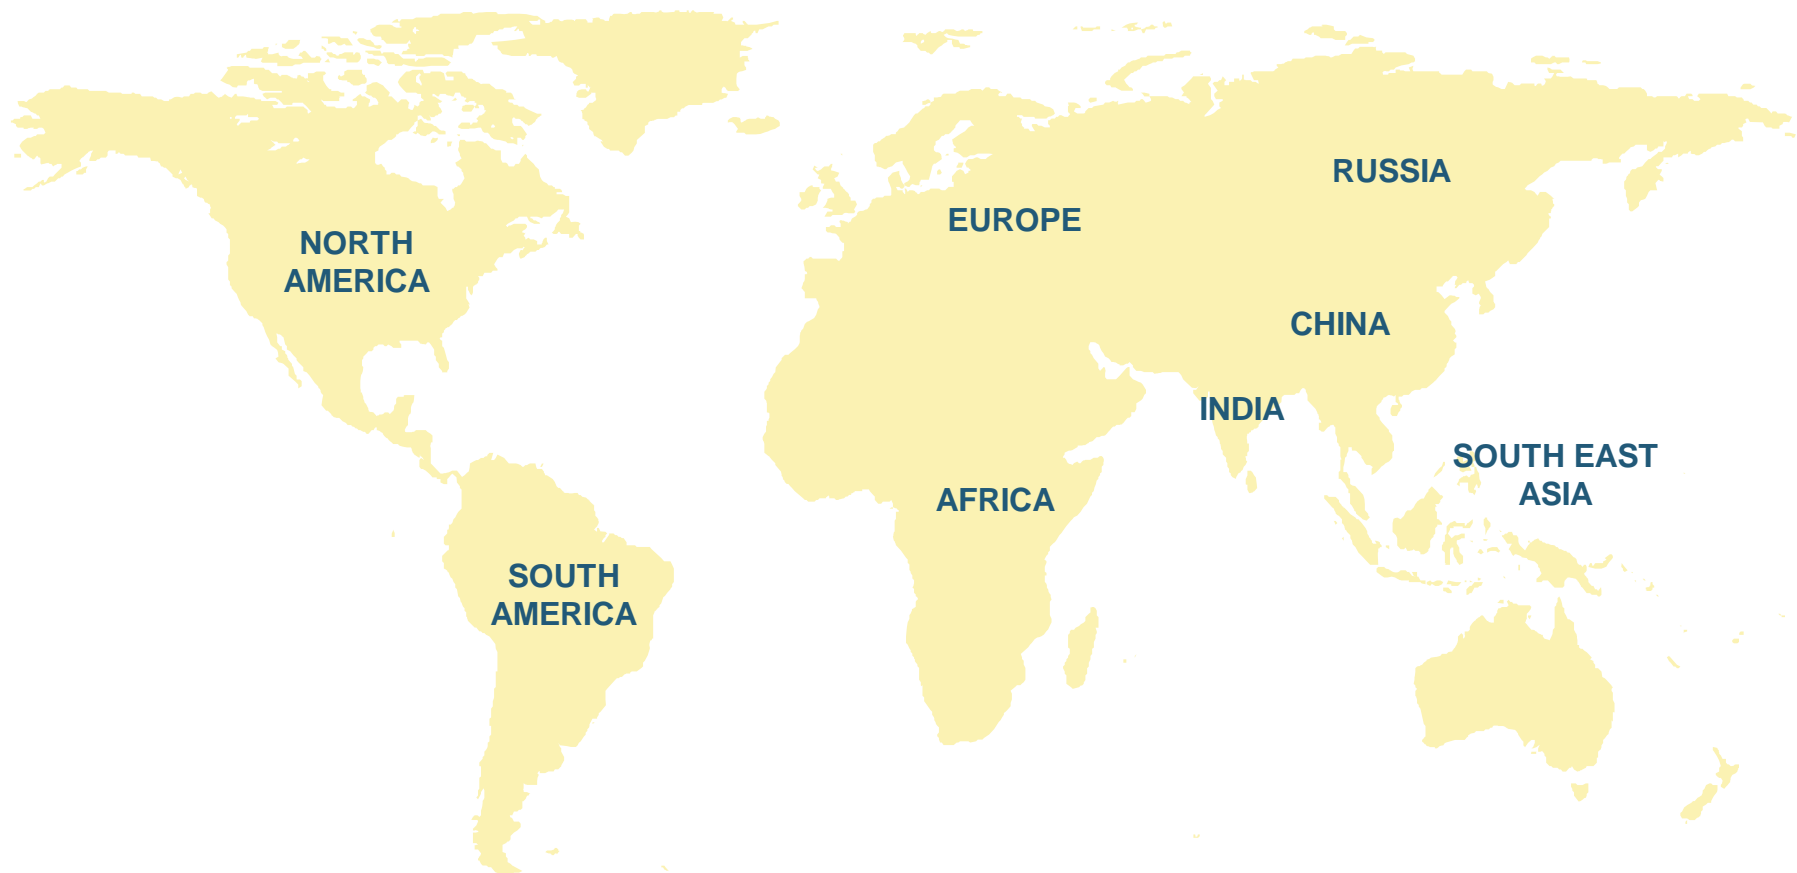 RUSSIA
EUROPE
NORTH
AMERICA
CHINA
INDIA
SOUTH EAST
ASIA
AFRICA
SOUTH
AMERICA